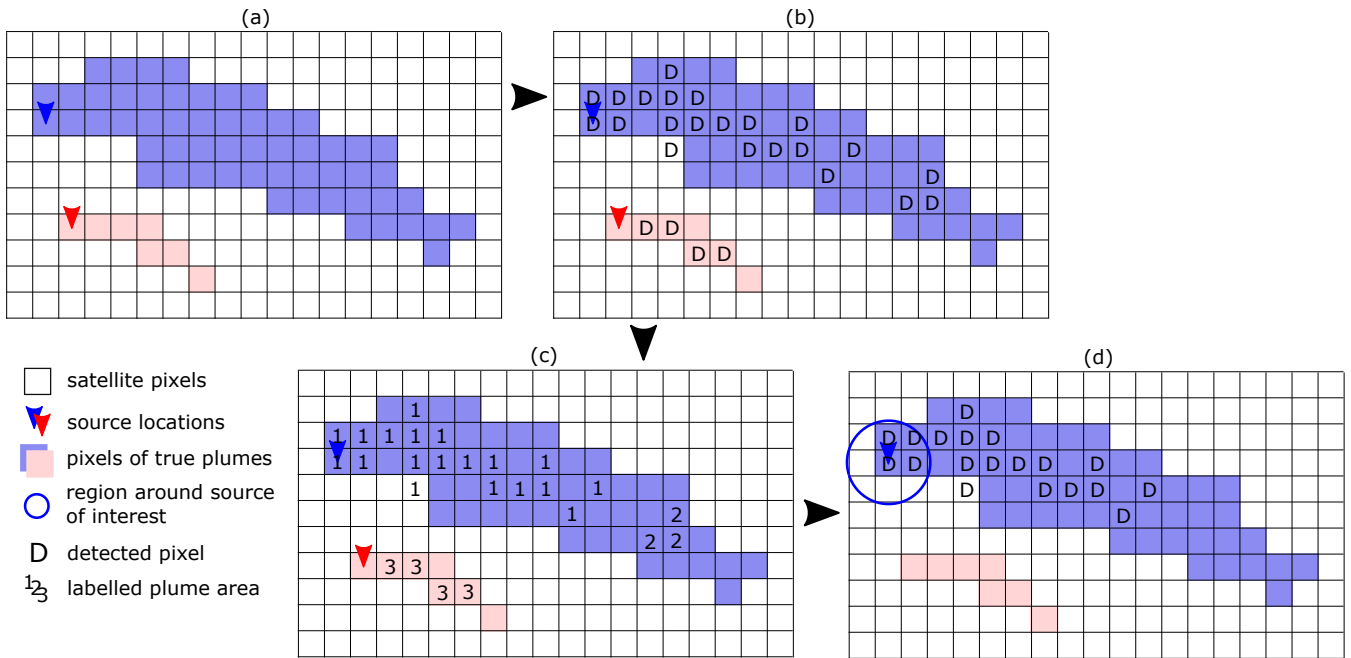 (a)
(b)
D
D D D D D
D D D D D D D
D D D D D
D D
D D
D D
D D
satellite pixels
source locations
pixels of true plumes
region around source
of interest
D detected pixel
123 labelled plume area
(c)
1
1 1 1 1 1
1 1 1 1 1 1 1
1 1 1 1 1
1 2
2 2
3 3
3 3
(d)
D
D D D D D
D D D D D D D
D D D D D
D